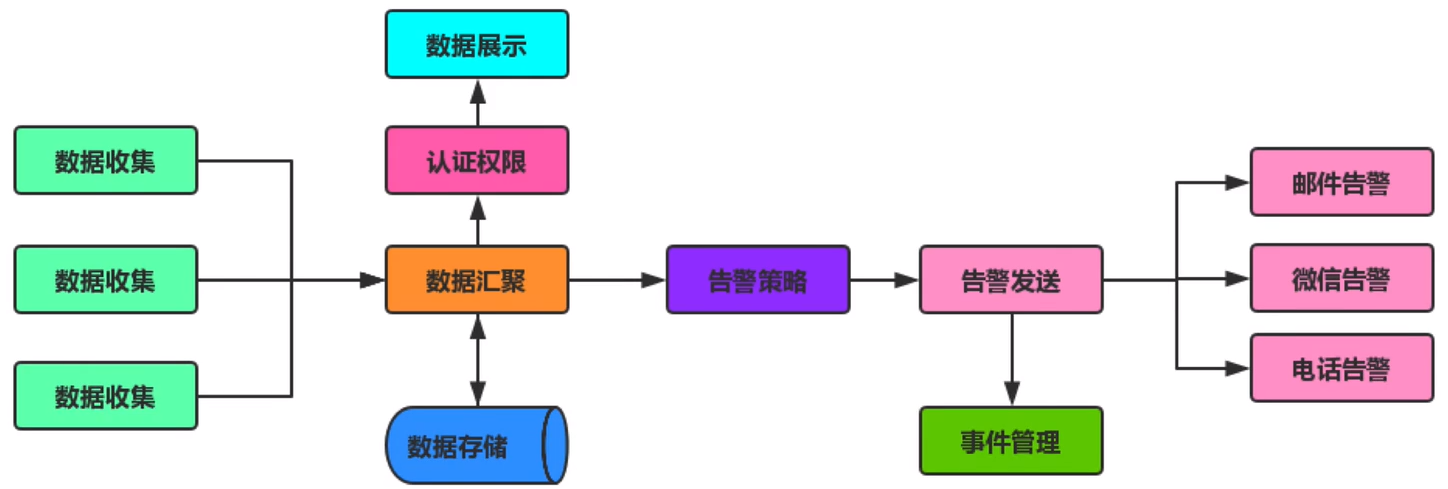 数据展示
数据收集
认证权限
邮件告警
数据收集
数据汇聚
告警策略
告警发送
微信告警
数据收集
电话告警
数据存储
事件管理